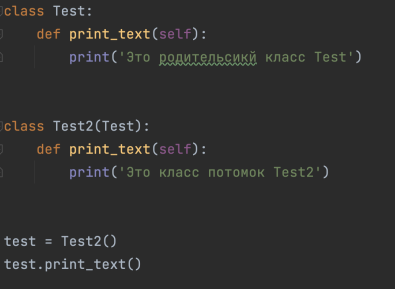 class Test:
    def print_text(self):
        print('Это родительсикй класс Test')
class Test2(Test):
    def print_text(self):
        print('Это класс потомок Test2')
test = Test2()
test.print_text()